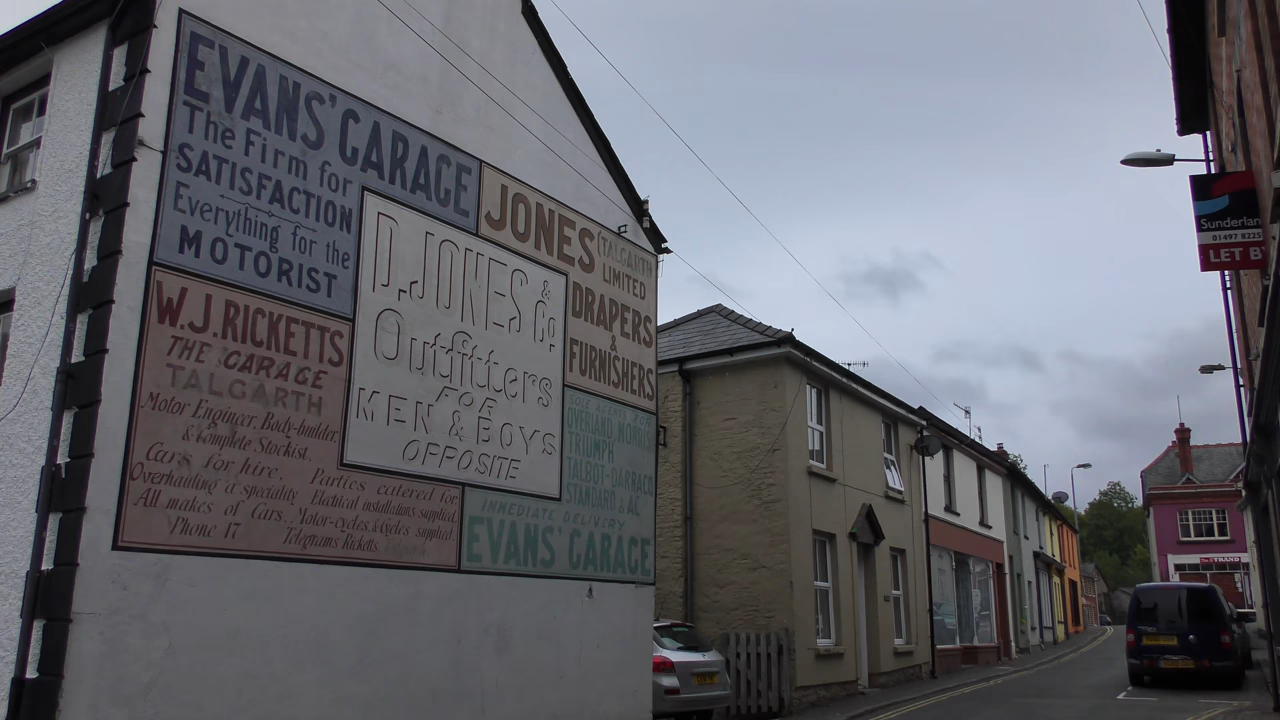 EVANS' GARAGE
The Firm for
SATISFACTION
Everything for the
MOTORIST
JONES
(TALGARTH
LIMITED
DRAPERS
&
FURNISHERS
D. JONES & Co,
Outfitters
FOR
MEN & BOYS
OPPOSITE
W.J. RICKETTS
THE GARAGE
TALGARTH
Motor Engineer, Body-builder,
& Komplete Stockist.
Cars for hire. Parties catered for
Overhauling a speciality Electical installations supplied.
All makes of Cars, Motor-cycles, & Cycles supplied.
Phone 17 Telegrams Ricketts.
SOLE AGENTS FOR
OVERLAND MORRIS
TRIUMPH
TALBOT-DARRACQ
STANDARD & AC
IMMEDIATE DELIVERY
EVANS' GARAGE
Sunderlan
01497 8225
LET B
STRAND